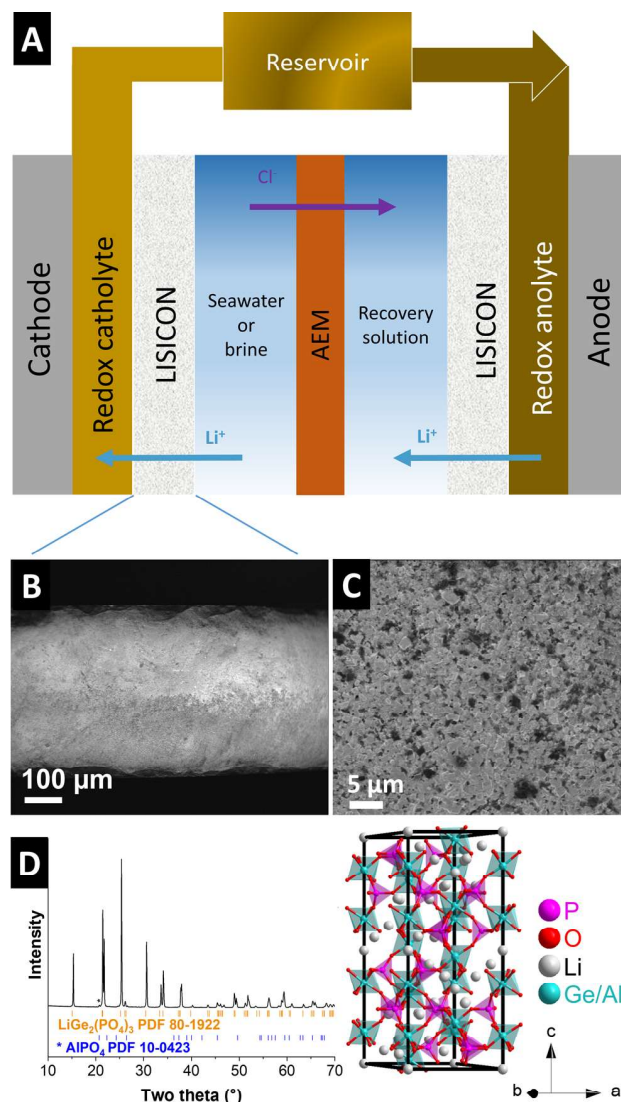 A
Reservoir
Cl⁻
Cathode
Redox catholyte
LISICON
Seawater
or
brine
AEM
Recovery
solution
LISICON
Redox anolyte
Anode
Li⁺
Li⁺
B
100 µm
C
5 µm
D
Intensity
LiGe₂(PO₄)₃ PDF 80-1922
* AlPO₄ PDF 10-0423
*
10 20 30 40 50 60 70
Two theta (°)
P
O
Li
Ge/Al
c
b
a